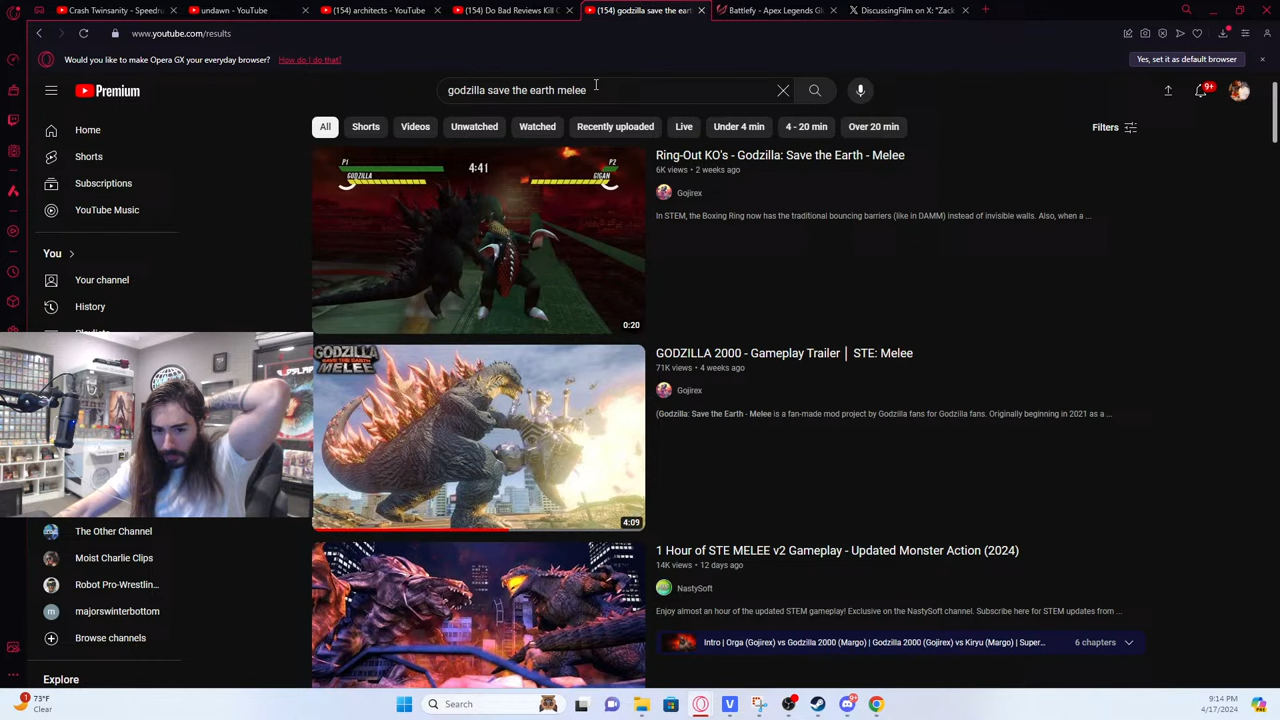 Crash Twinsanity - Speedru
undawn - YouTube
(154) architects - YouTube
(154) Do Bad Reviews Kill C
(154) godzilla save the eart
Battlefy - Apex Legends Gl
DiscussingFilm on X: "Zack
www.youtube.com/results
Would you like to make Opera GX your everyday browser? How do I do that?
Yes, set it as default browser
Premium
godzilla save the earth melee
9+
Home
Shorts
Subscriptions
YouTube Music
You
Your channel
History
The Other Channel
Moist Charlie Clips
Robot Pro-Wrestlin...
majorswinterbottom
Browse channels
Explore
All
Shorts
Videos
Unwatched
Watched
Recently uploaded
Live
Under 4 min
4 - 20 min
Over 20 min
Filters
P1
GODZILLA
4:41
P2
GIGAN
0:20
Ring-Out KO's - Godzilla: Save the Earth - Melee
6K views • 2 weeks ago
Gojirex
In STEM, the Boxing Ring now has the traditional bouncing barriers (like in DAMM) instead of invisible walls. Also, when a ...
GODZILLA
SAVE THE EARTH
MELEE
4:09
GODZILLA 2000 - Gameplay Trailer │ STE: Melee
71K views • 4 weeks ago
Gojirex
(Godzilla: Save the Earth - Melee is a fan-made mod project by Godzilla fans for Godzilla fans. Originally beginning in 2021 as a ...
1 Hour of STE MELEE v2 Gameplay - Updated Monster Action (2024)
14K views • 12 days ago
NastySoft
Enjoy almost an hour of the updated STEM gameplay! Exclusive on the NastySoft channel. Subscribe here for STEM updates from ...
Intro | Orga (Gojirex) vs Godzilla 2000 (Margo) | Godzilla 2000 (Gojirex) vs Kiryu (Margo) | Super...
6 chapters
1
73°F
Clear
Search
9+
9:14 PM
4/17/2024